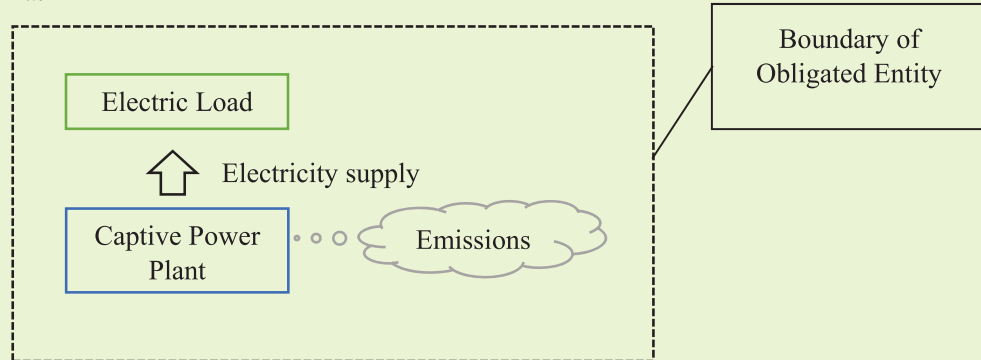 Boundary of
Obligated Entity
Electric Load
Electricity supply
Captive Power
Plant
Emissions